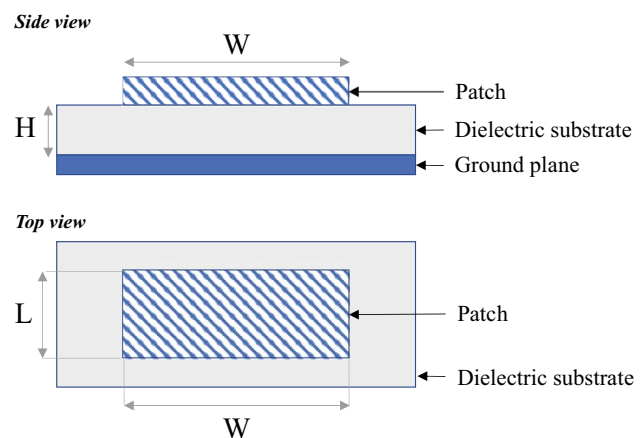 Side view
W
Patch
H
Dielectric substrate
Ground plane
Top view
L
Patch
Dielectric substrate
W